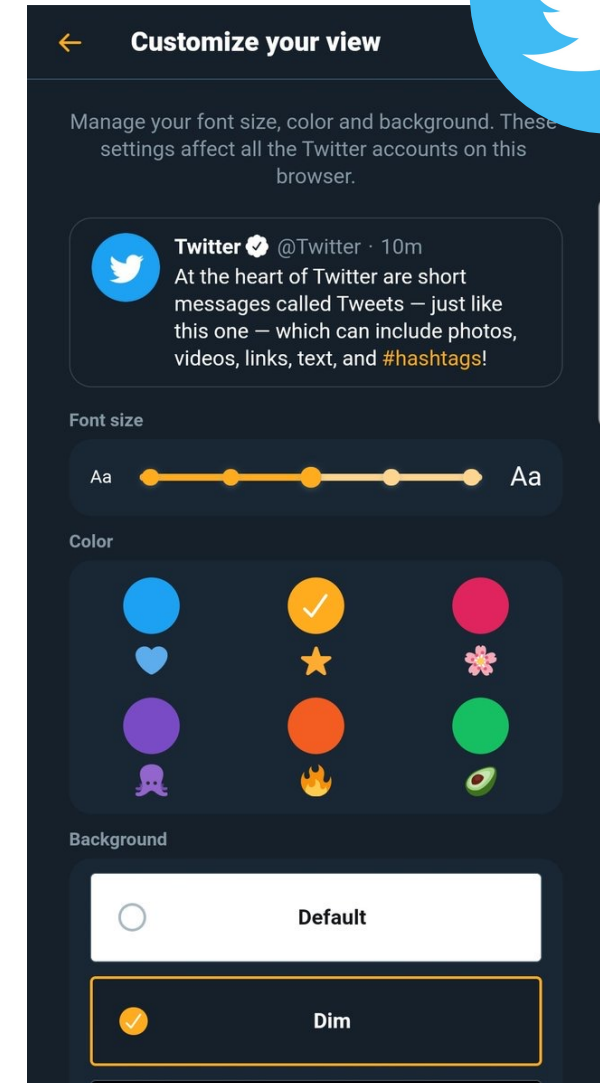 Customize your view
Manage your font size, color and background. These
settings affect all the Twitter accounts on this
browser.
Twitter @Twitter · 10m
At the heart of Twitter are short
messages called Tweets — just like
this one — which can include photos,
videos, links, text, and #hashtags!
Font size
Aa Aa
Color
Background
Default
Dim